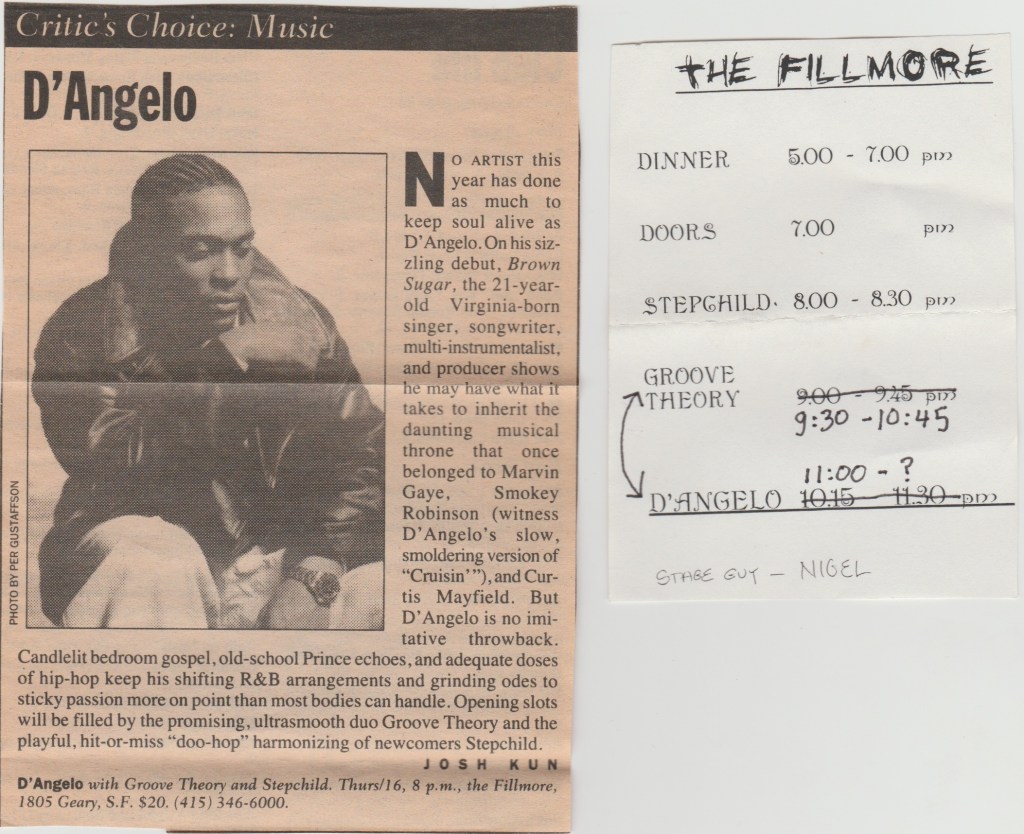 Critic's Choice: Music
D'Angelo
NO ARTIST this
year has done
as much to
keep soul alive as
D'Angelo. On his siz-
zling debut, Brown
Sugar, the 21-year-
old Virginia-born
singer, songwriter,
multi-instrumentalist,
and producer shows
he may have what it
takes to inherit the
daunting musical
throne that once
belonged to Marvin
Gaye, Smokey
Robinson (witness
D'Angelo's slow,
smoldering version of
"Cruisin'"), and Cur-
tis Mayfield. But
D'Angelo is no imi-
tative throwback.
Candlelit bedroom gospel, old-school Prince echoes, and adequate doses
of hip-hop keep his shifting R&B arrangements and grinding odes to
sticky passion more on point than most bodies can handle. Opening slots
will be filled by the promising, ultrasmooth duo Groove Theory and the
playful, hit-or-miss "doo-hop" harmonizing of newcomers Stepchild.
JOSH KUN
D'Angelo with Groove Theory and Stepchild. Thurs/16, 8 p.m., the Fillmore,
1805 Geary, S.F. $20. (415) 346-6000.
PHOTO BY PER GUSTAFFSON
THE FILLMORE
DINNER 5.00 - 7.00 pm
DOORS 7.00 pm
STEPCHILD. 8.00 - 8.30 pm
GROOVE
THEORY 9.00 - 9.45 pm
9:30 - 10:45
11:00 - ?
D'ANGELO 10.15 - 11.30 pm
STAGE GUY - NIGEL